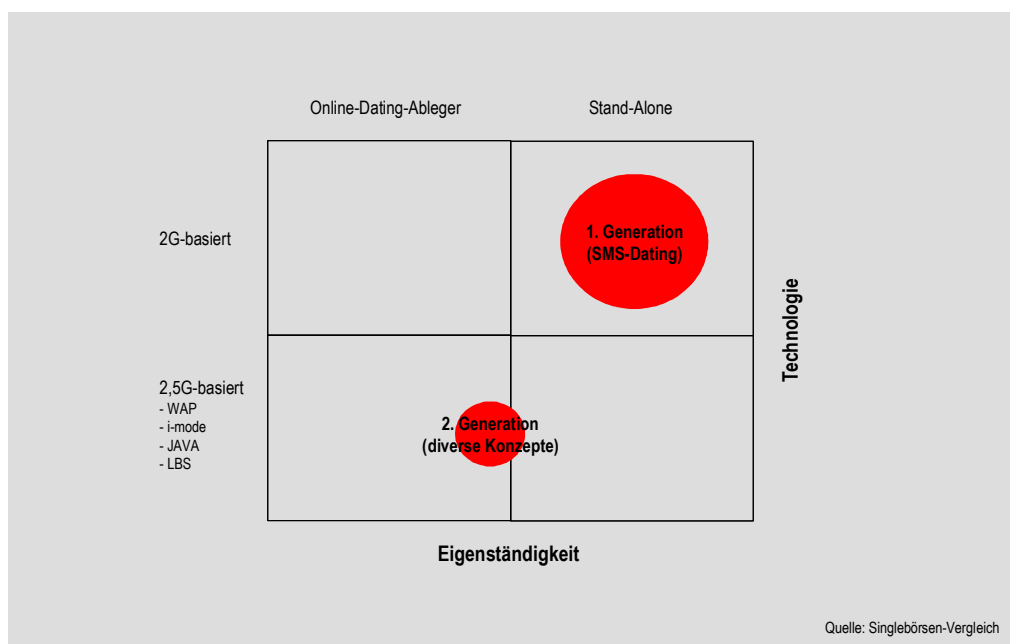 Online-Dating-Ableger
Stand-Alone
2G-basiert
1. Generation
(SMS-Dating)
Technologie
2,5G-basiert
- WAP
- i-mode
- JAVA
- LBS
2. Generation
(diverse Konzepte)
Eigenständigkeit
Quelle: Singlebörsen-Vergleich